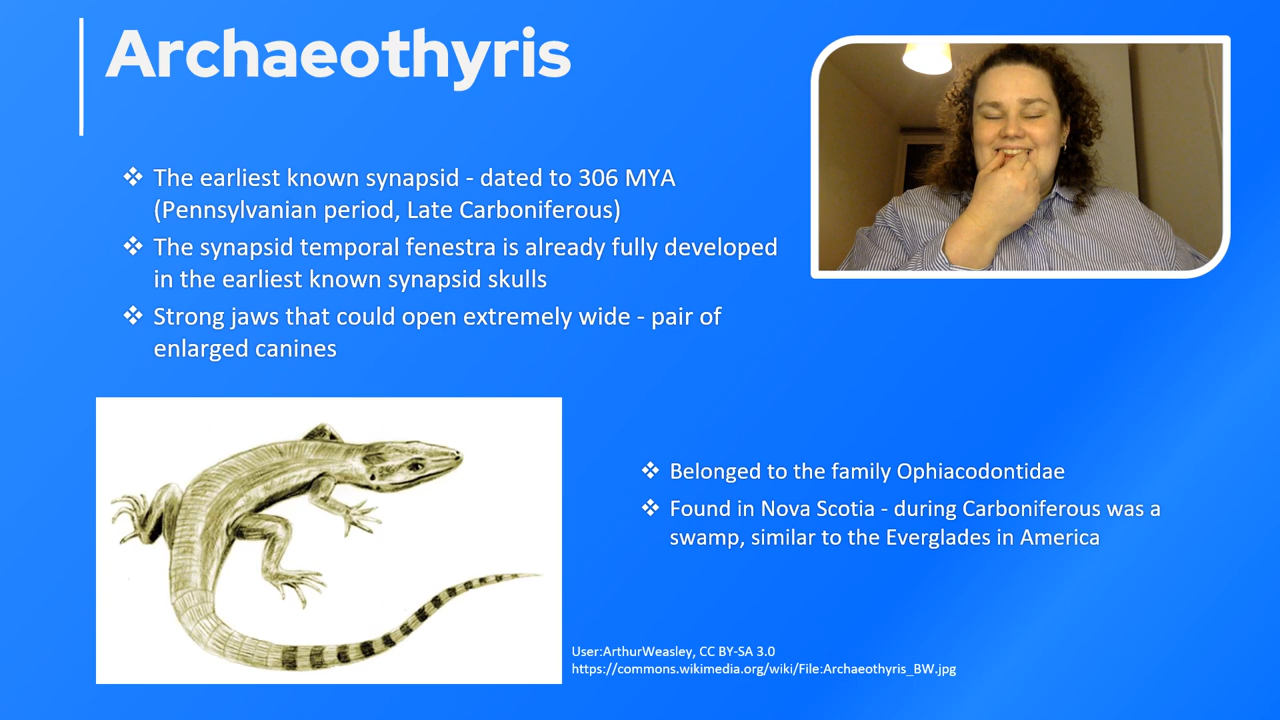 Archaeothyris
❖ The earliest known synapsid - dated to 306 MYA
(Pennsylvanian period, Late Carboniferous)
❖ The synapsid temporal fenestra is already fully developed
in the earliest known synapsid skulls
❖ Strong jaws that could open extremely wide - pair of
enlarged canines
❖ Belonged to the family Ophiacodontidae
❖ Found in Nova Scotia - during Carboniferous was a
swamp, similar to the Everglades in America
User:ArthurWeasley, CC BY-SA 3.0
https://commons.wikimedia.org/wiki/File:Archaeothyris_BW.jpg